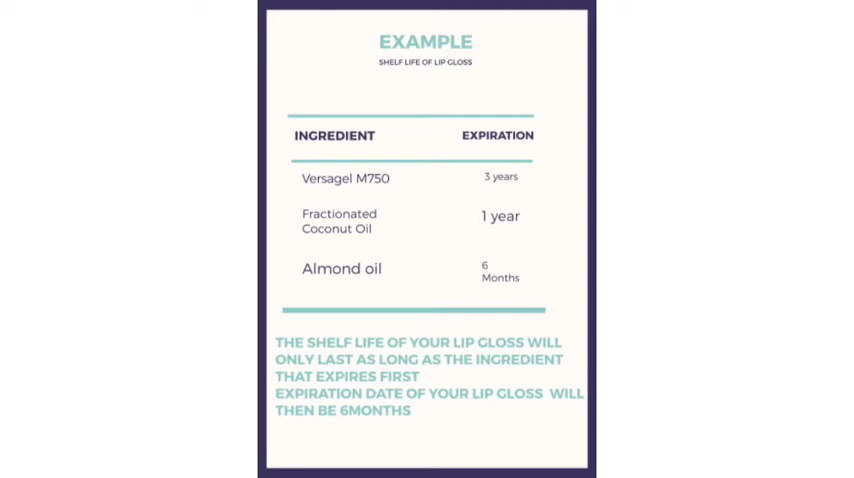 EXAMPLE
SHELF LIFE OF LIP GLOSS
INGREDIENT EXPIRATION
Versagel M750 3 years
Fractionated
Coconut Oil
1 year
Almond oil
6
Months
THE SHELF LIFE OF YOUR LIP GLOSS WILL
ONLY LAST AS LONG AS THE INGREDIENT
THAT EXPIRES FIRST
EXPIRATION DATE OF YOUR LIP GLOSS WILL
THEN BE 6MONTHS